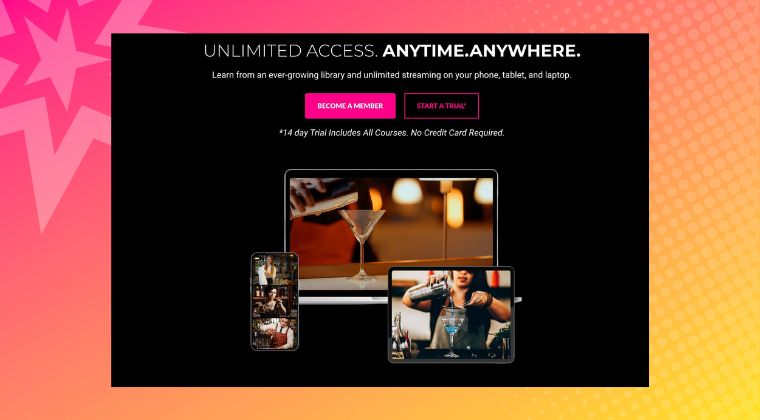 UNLIMITED ACCESS. ANYTIME.ANYWHERE.
Learn from an ever-growing library and unlimited streaming on your phone, tablet, and laptop.
BECOME A MEMBER
START A TRIAL*
*14 day Trial Includes All Courses. No Credit Card Required.